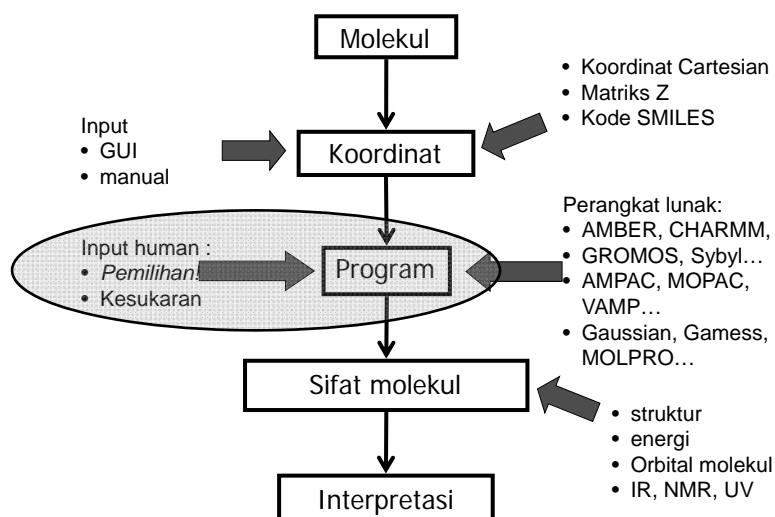 Molekul
• Koordinat Cartesian
• Matriks Z
• Kode SMILES
Input
• GUI
• manual
Koordinat
Perangkat lunak:
• AMBER, CHARMM,
• GROMOS, Sybyl…
• AMPAC, MOPAC,
VAMP…
• Gaussian, Gamess,
MOLPRO…
Input human :
• Pemilihan!
• Kesukaran
Program
Sifat molekul
• struktur
• energi
• Orbital molekul
• IR, NMR, UV
Interpretasi